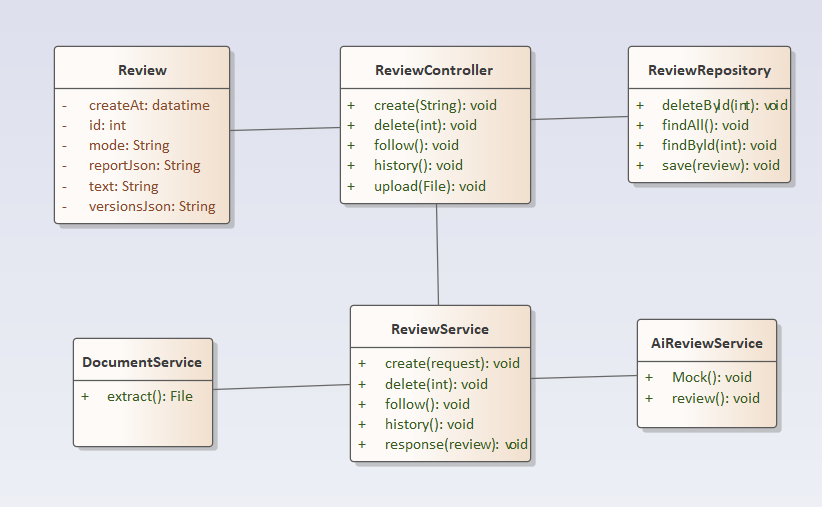 Review
- createAt: datatime
- id: int
- mode: String
- reportJson: String
- text: String
- versionsJson: String
ReviewController
+ create(String): void
+ delete(int): void
+ follow(): void
+ history(): void
+ upload(File): void
ReviewRepository
+ deleteById(int): void
+ findAll(): void
+ findById(int): void
+ save(review): void
DocumentService
+ extract(): File
ReviewService
+ create(request): void
+ delete(int): void
+ follow(): void
+ history(): void
+ response(review): void
AiReviewService
+ Mock(): void
+ review(): void